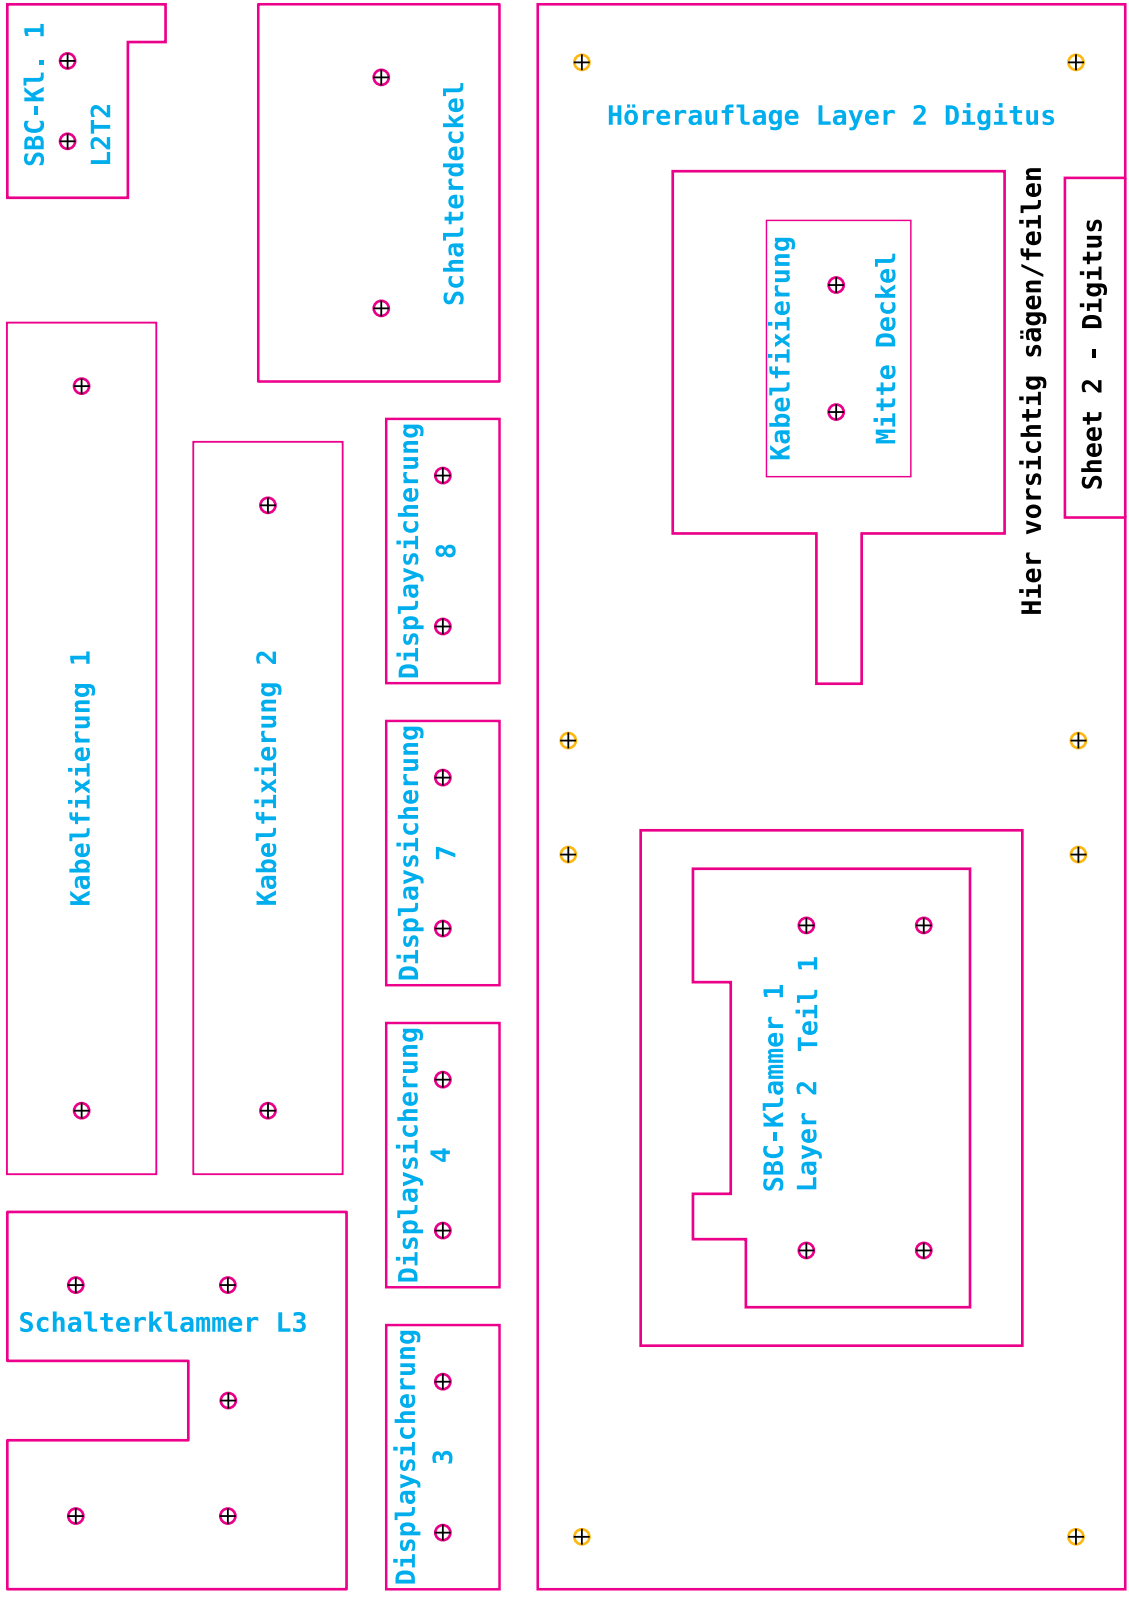 SBC-Kl. 1
L2T2
Schalterdeckel
Hörerauflage Layer 2 Digitus
Kabelfixierung
Mitte Deckel
Hier vorsichtig sägen/feilen
Sheet 2 - Digitus
Kabelfixierung 1
Kabelfixierung 2
Displaysicherung
8
Displaysicherung
7
Displaysicherung
4
Displaysicherung
3
SBC-Klammer 1
Layer 2 Teil 1
Schalterklammer L3